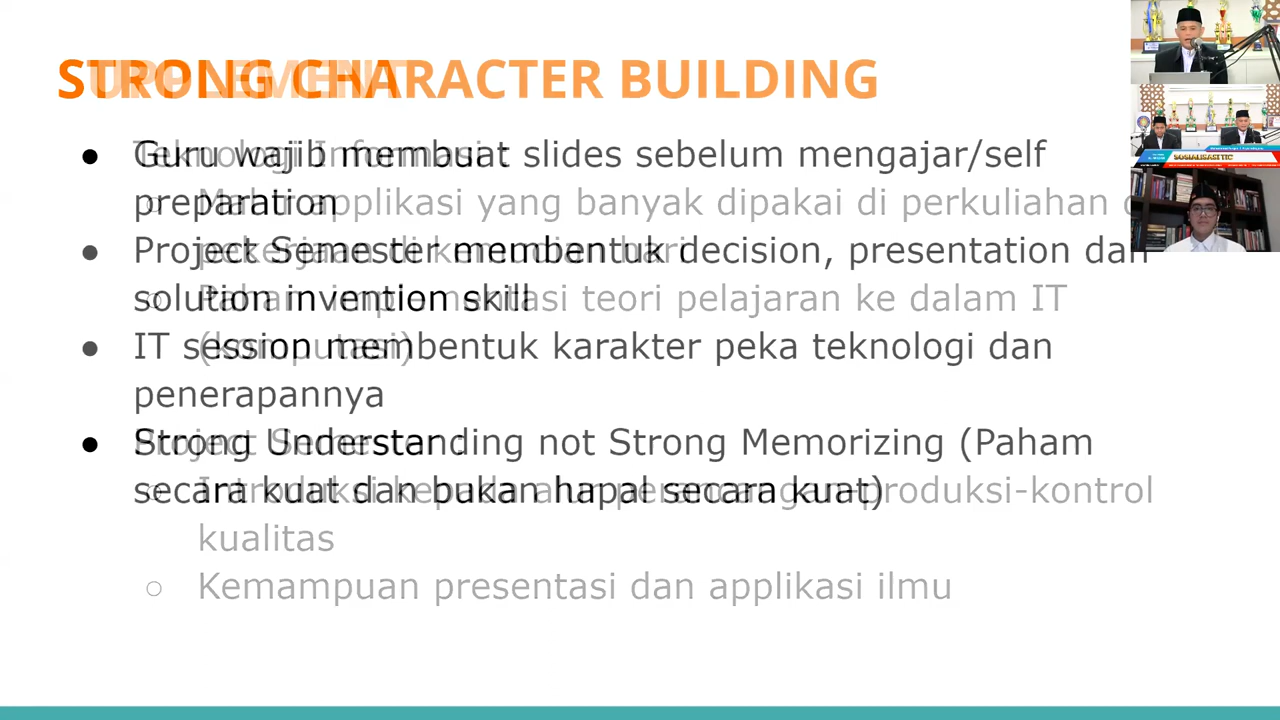 STRONG CHARACTER BUILDING
● Guru wajib membuat slides sebelum mengajar/self
preparation
● Project Semester membentuk decision, presentation dan
solution invention skill
● IT session membentuk karakter peka teknologi dan
penerapannya
● Strong Understanding not Strong Memorizing (Paham
secara kuat dan bukan hapal secara kuat)
applikasi yang banyak dipakai di perkuliahan
teori pelajaran ke dalam IT
(komputasi)
kualitas
○ Kemampuan presentasi dan applikasi ilmu
SOSIALISASI TIC